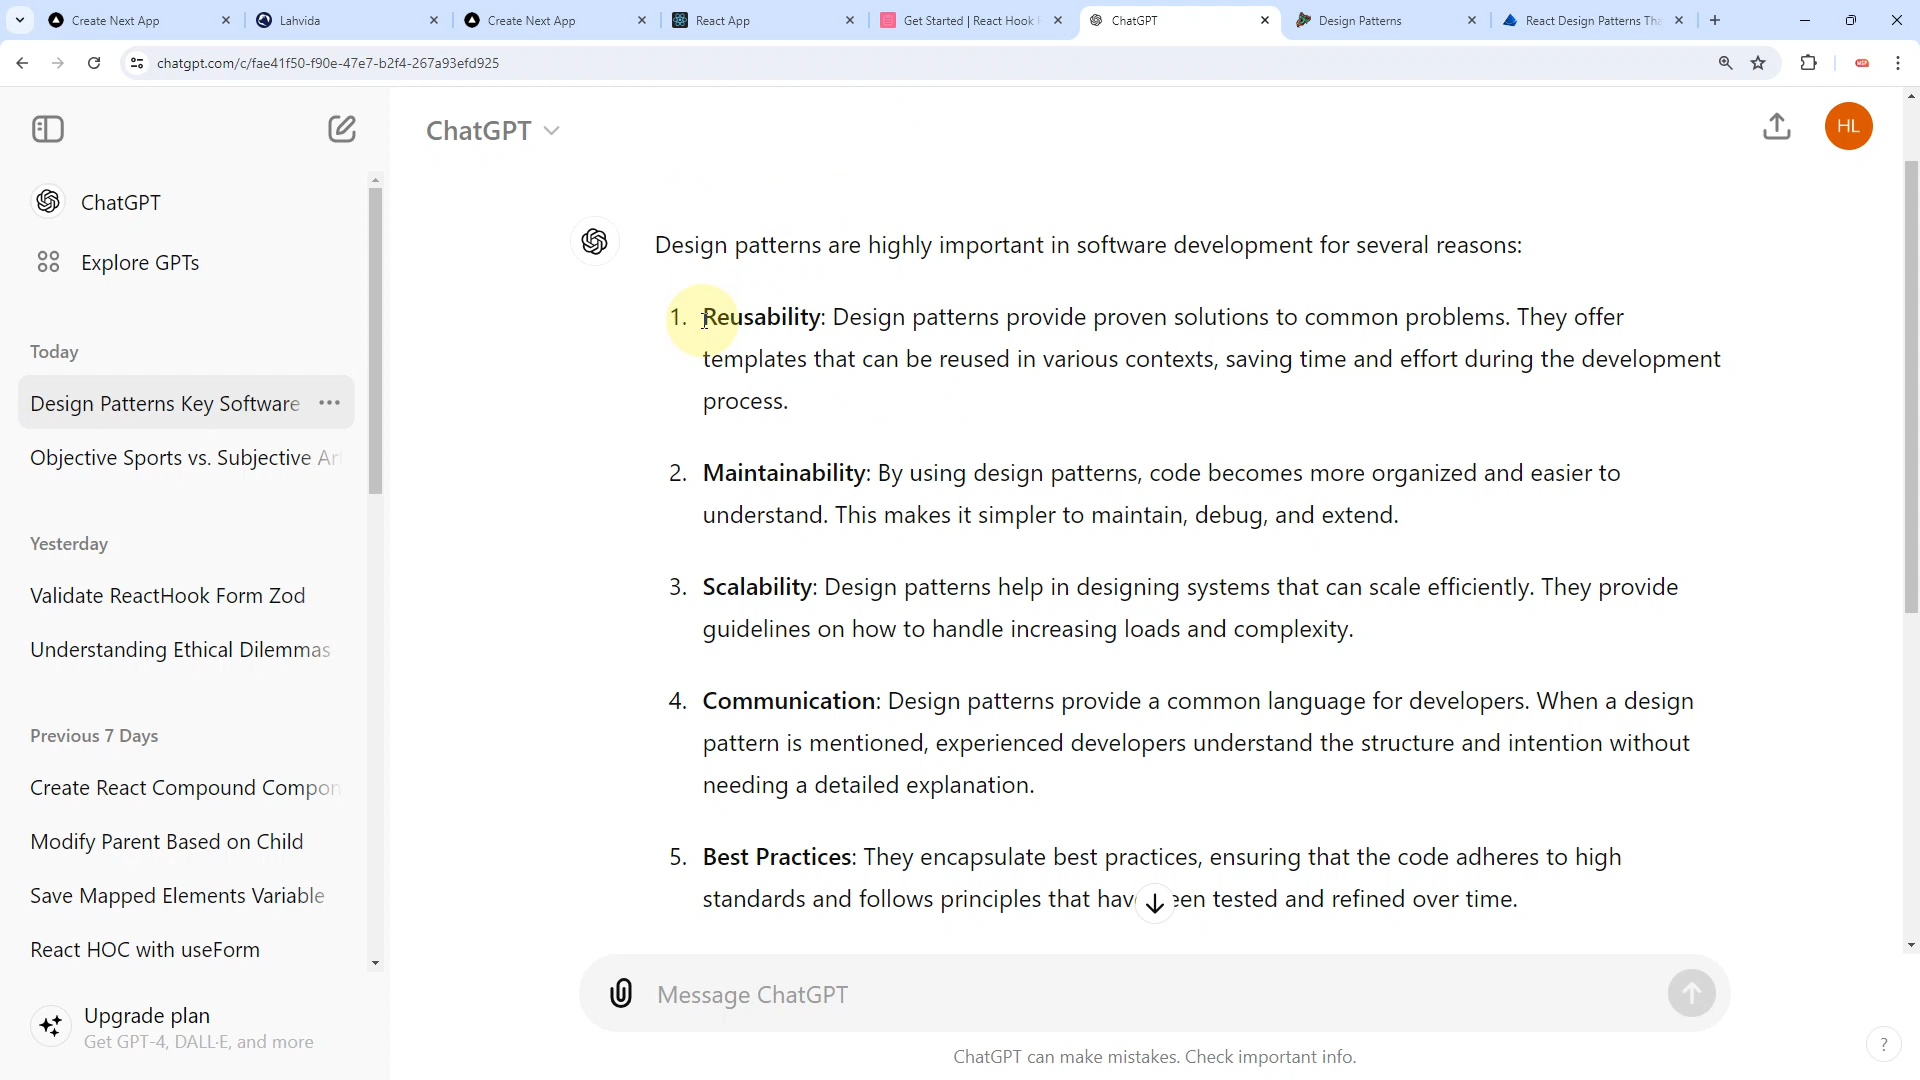 Create Next App
Lahvida
Create Next App
React App
Get Started | React Hook F
ChatGPT
Design Patterns
React Design Patterns Tha
chatgpt.com/c/fae41f50-f90e-47e7-b2f4-267a93efd925
ChatGPT
Explore GPTs
Today
Design Patterns Key Software
Objective Sports vs. Subjective Ar
Yesterday
Validate ReactHook Form Zod
Understanding Ethical Dilemmas
Previous 7 Days
Create React Compound Compon
Modify Parent Based on Child
Save Mapped Elements Variable
React HOC with useForm
Upgrade plan
Get GPT-4, DALL·E, and more
ChatGPT
HL
Design patterns are highly important in software development for several reasons:
1. Reusability: Design patterns provide proven solutions to common problems. They offer
templates that can be reused in various contexts, saving time and effort during the development
process.
2. Maintainability: By using design patterns, code becomes more organized and easier to
understand. This makes it simpler to maintain, debug, and extend.
3. Scalability: Design patterns help in designing systems that can scale efficiently. They provide
guidelines on how to handle increasing loads and complexity.
4. Communication: Design patterns provide a common language for developers. When a design
pattern is mentioned, experienced developers understand the structure and intention without
needing a detailed explanation.
5. Best Practices: They encapsulate best practices, ensuring that the code adheres to high
standards and follows principles that hav een tested and refined over time.
Message ChatGPT
ChatGPT can make mistakes. Check important info.
?